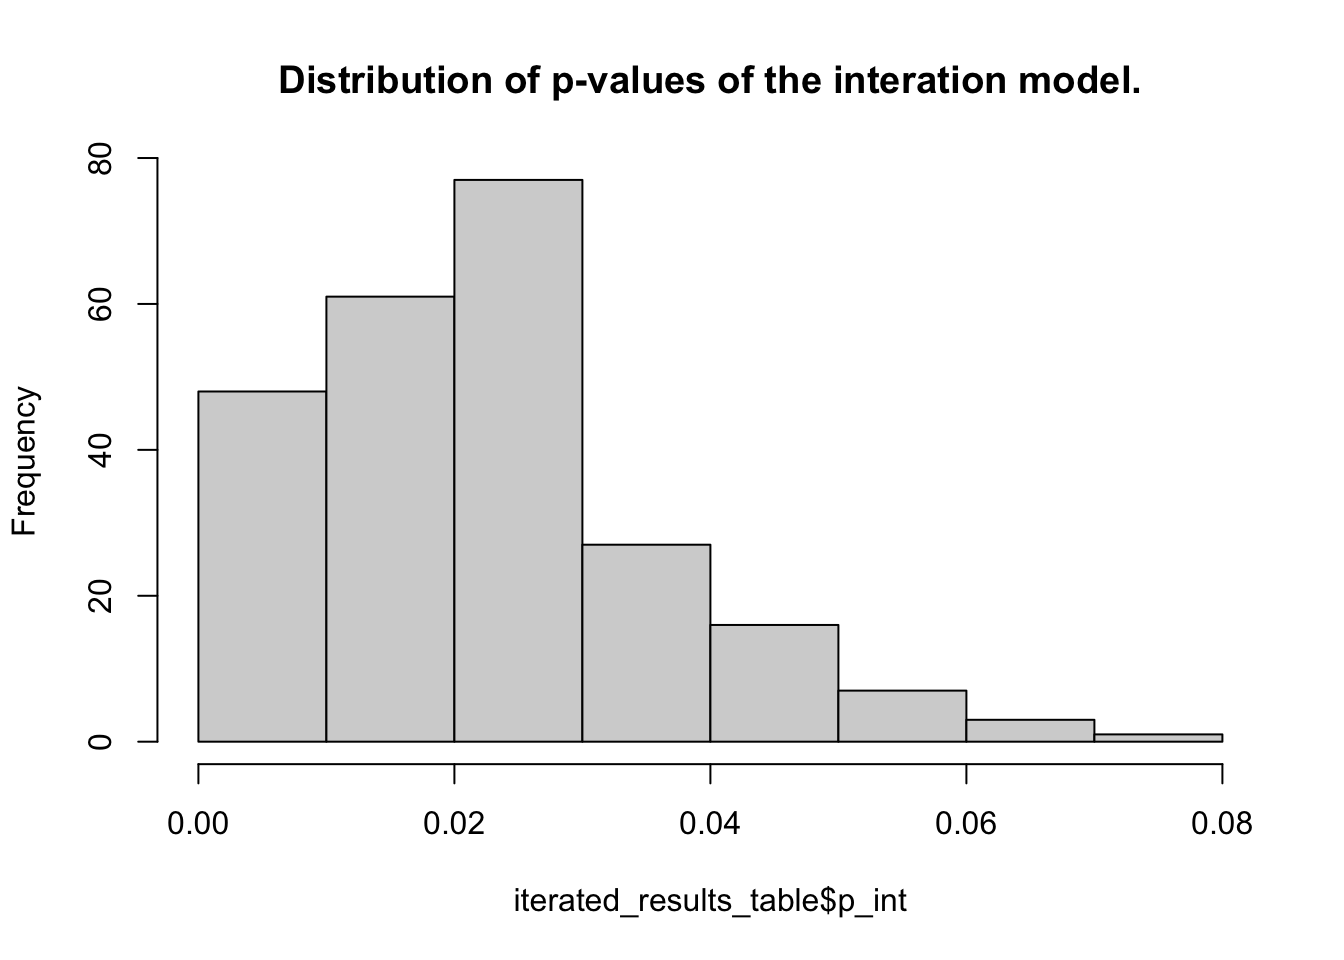 Distribution of p-values of the interation model.
80
60
40
20
0
Frequency
0.00 0.02 0.04 0.06 0.08
iterated_results_table$p_int